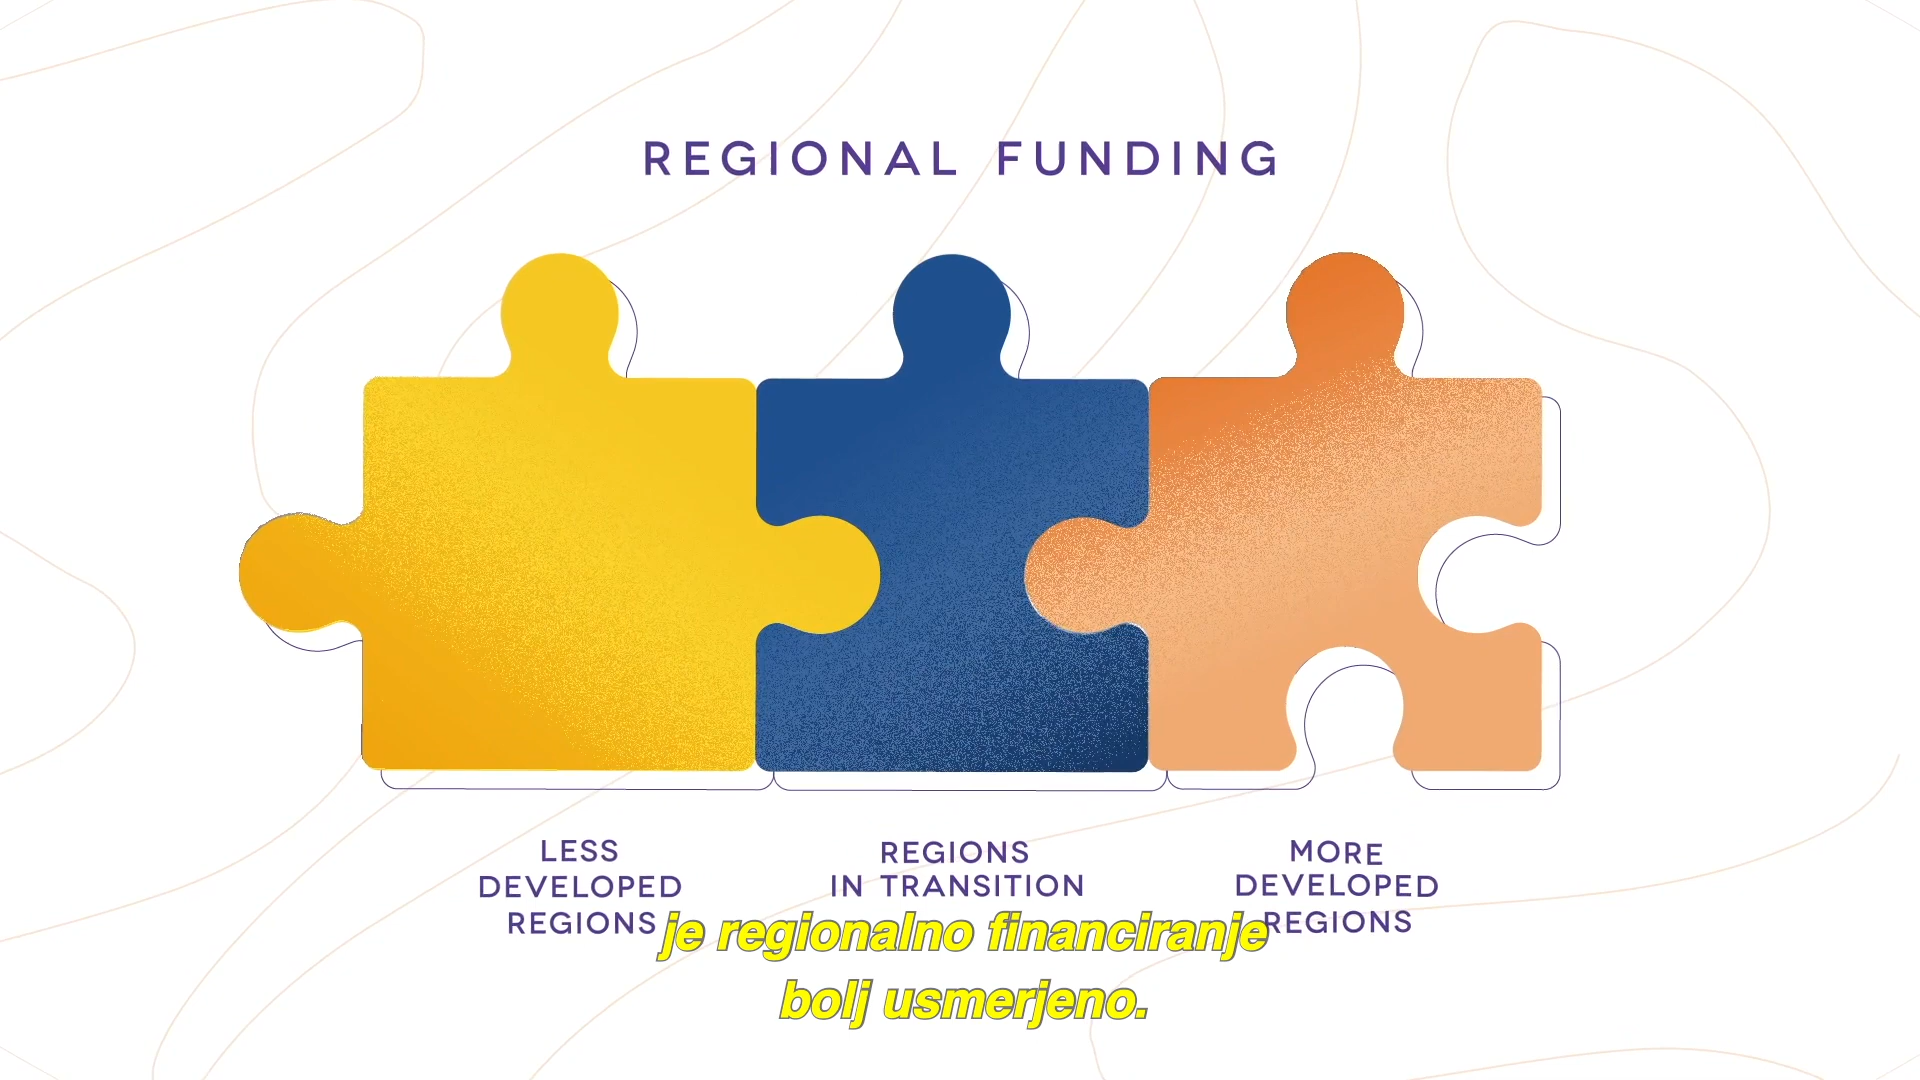 REGIONAL FUNDING
LESS
DEVELOPED
REGIONS
REGIONS
IN TRANSITION
MORE
DEVELOPED
REGIONS
je regionalno financiranje
bolj usmerjeno.